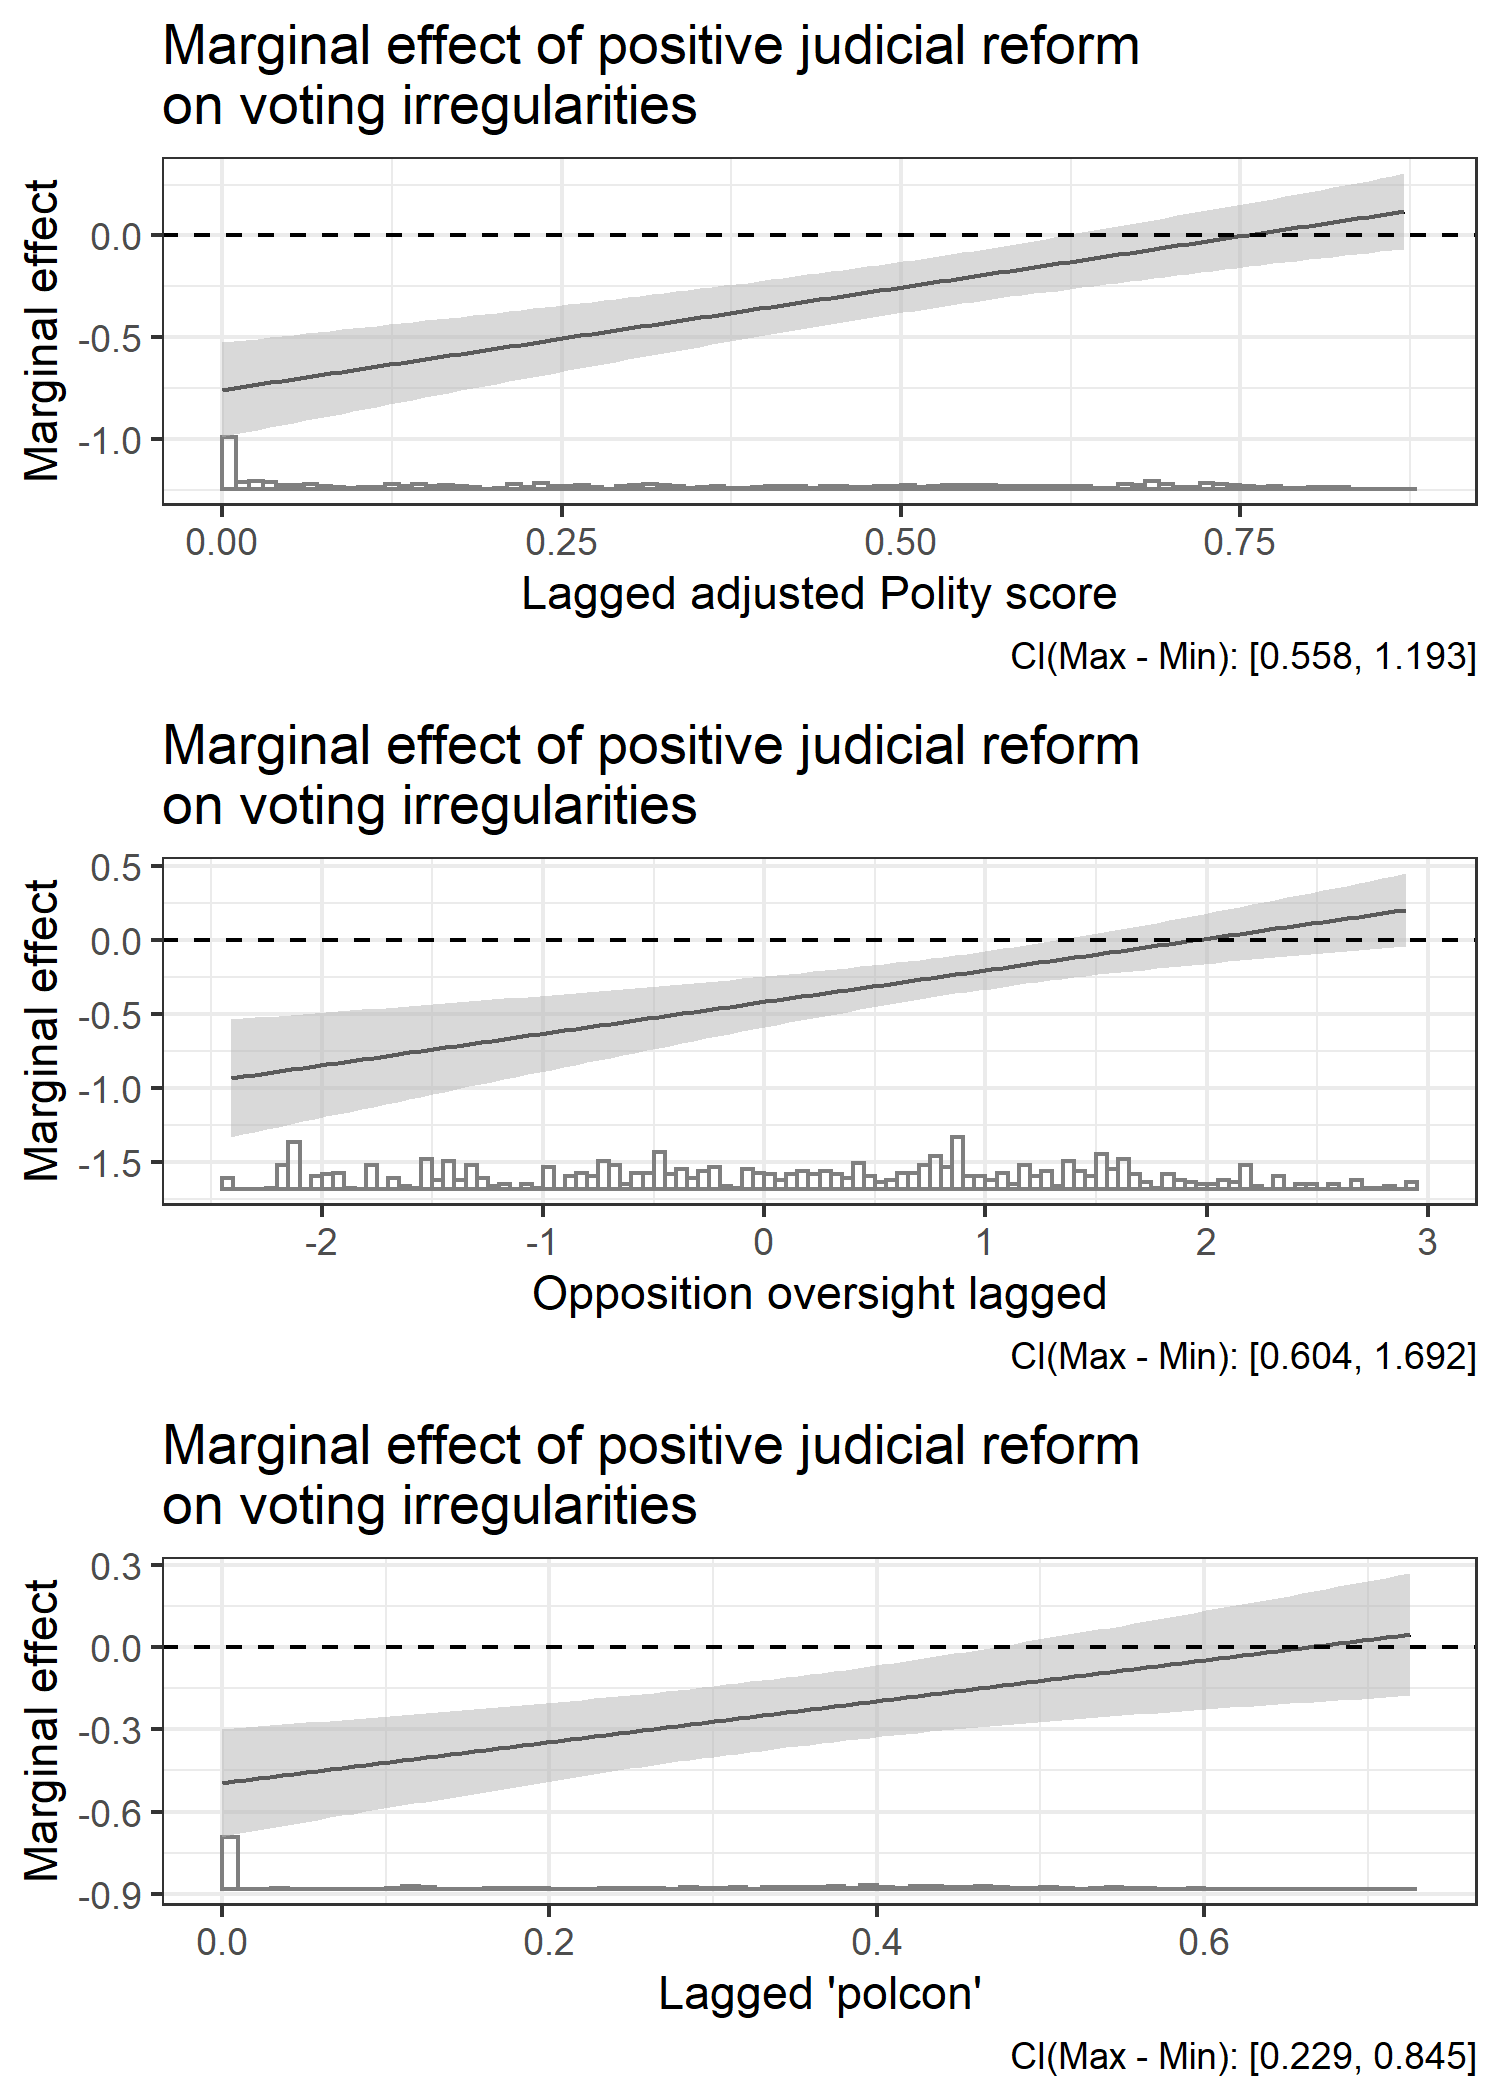 Marginal effect of positive judicial reform
on voting irregularities
Marginal effect
0.0
-0.5
-1.0
0.00 0.25 0.50 0.75
Lagged adjusted Polity score
CI(Max - Min): [0.558, 1.193]
Marginal effect of positive judicial reform
on voting irregularities
Marginal effect
0.5
0.0
-0.5
-1.0
-1.5
-2 -1 0 1 2 3
Opposition oversight lagged
CI(Max - Min): [0.604, 1.692]
Marginal effect of positive judicial reform
on voting irregularities
Marginal effect
0.3
0.0
-0.3
-0.6
-0.9
0.0 0.2 0.4 0.6
Lagged 'polcon'
CI(Max - Min): [0.229, 0.845]